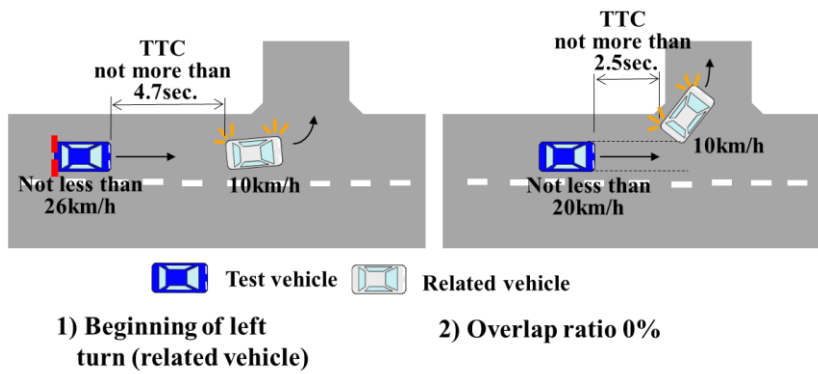 TTC
not more than
4.7sec.
Not less than
26km/h
10km/h
TTC
not more than
2.5sec.
10km/h
Not less than
20km/h
Test vehicle
Related vehicle
1) Beginning of left
turn (related vehicle)
2) Overlap ratio 0%